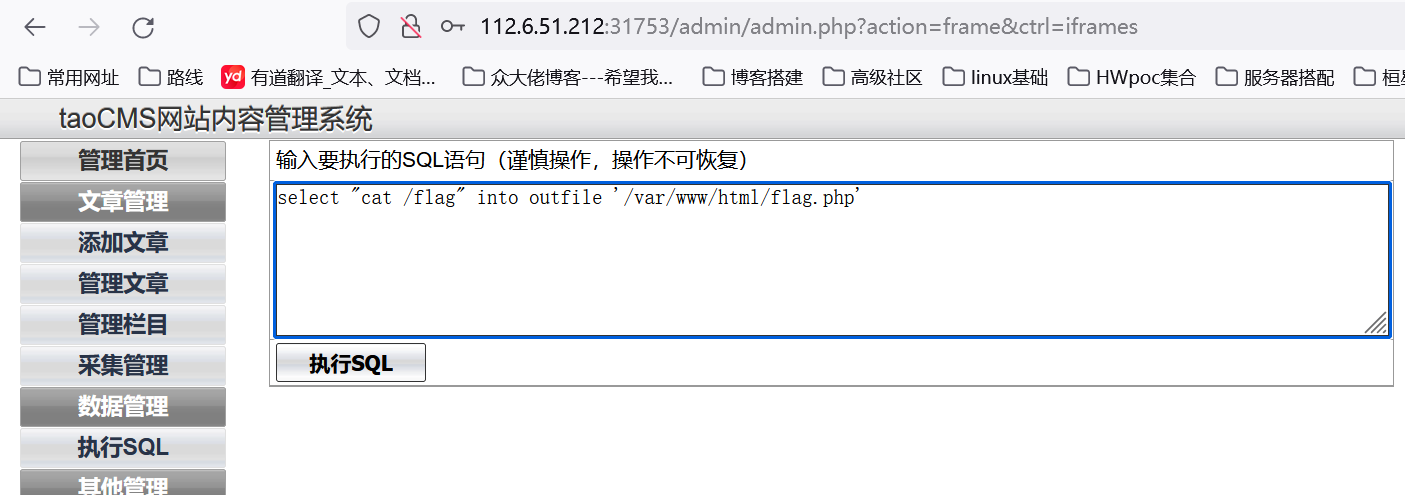 112.6.51.212:31753/admin/admin.php?action=frame&ctrl=iframes
常用网址 路线 yd 有道翻译_文本、文档... 众大佬博客---希望我... 博客搭建 高级社区 linux基础 HWpoc集合 服务器搭配
taoCMS网站内容管理系统
管理首页
文章管理
添加文章
管理文章
管理栏目
采集管理
数据管理
执行SQL
其他管理
输入要执行的SQL语句（谨慎操作，操作不可恢复）
select "cat /flag" into outfile '/var/www/html/flag.php'
执行SQL